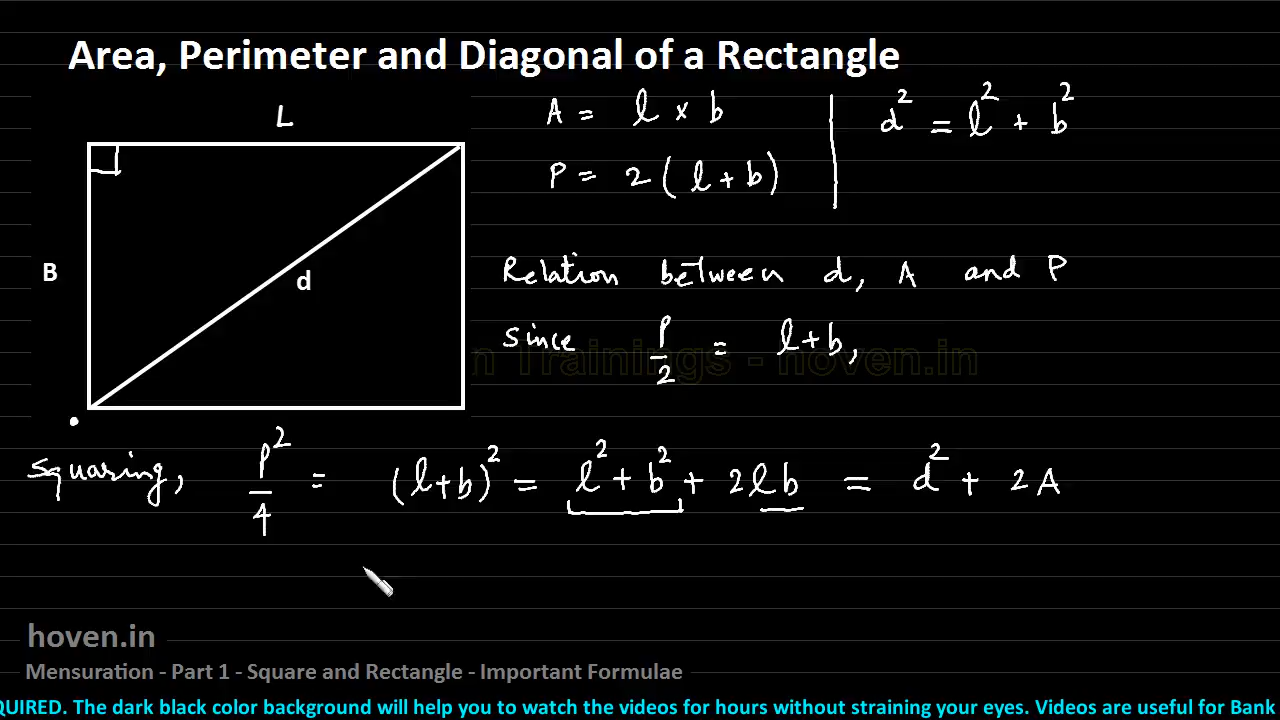 Area, Perimeter and Diagonal of a Rectangle
L
B
d
A = l × b
P = 2 (l + b)
d² = l² + b²
Relation between d, A and P
since P/2 = l + b,
Trainings - hoven.in
squaring, P²/4 = (l+b)² = l² + b² + 2lb = d² + 2A
hoven.in
Mensuration - Part 1 - Square and Rectangle - Important Formulae
QUIRED. The dark black color background will help you to watch the videos for hours without straining your eyes. Videos are useful for Bank